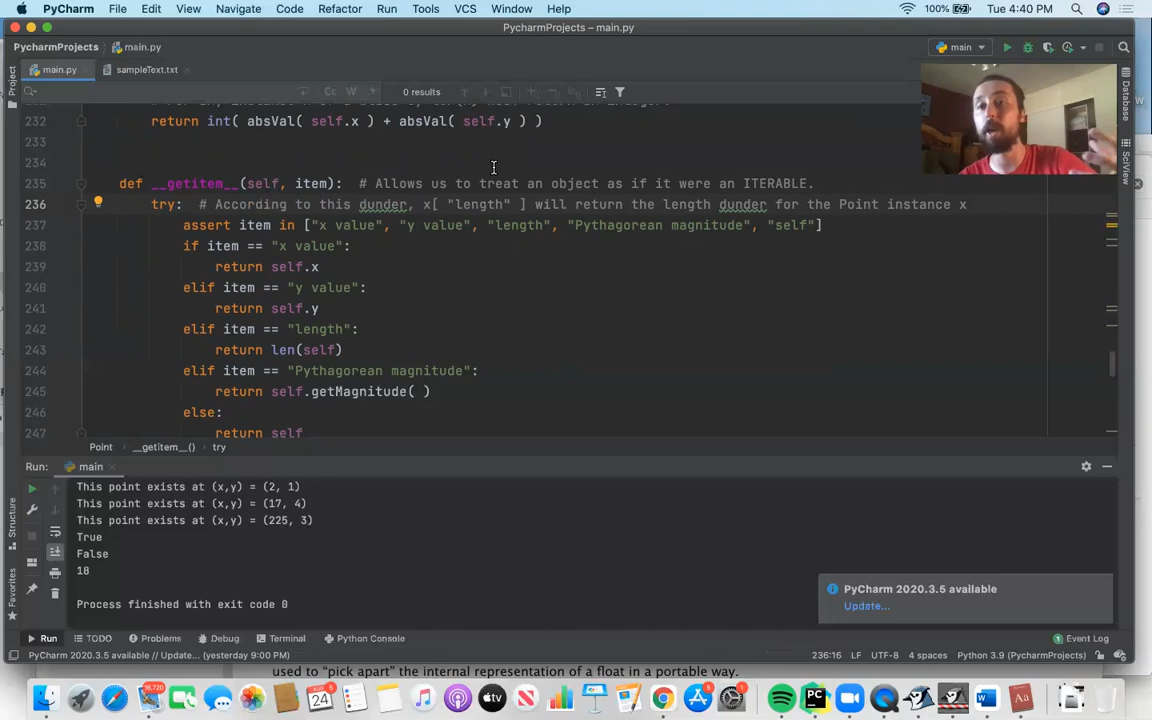 PyCharm File Edit View Navigate Code Refactor Run Tools VCS Window Help 100% Tue 4:40 PM
PycharmProjects – main.py
PycharmProjects main.py main
main.py sampleText.txt
Project
Cc W .* 0 results
Database
SciView
232 return int( absVal( self.x ) + absVal( self.y ) )
233
234
235 def __getitem__(self, item): # Allows us to treat an object as if it were an ITERABLE.
236 try: # According to this dunder, x[ "length" ] will return the length dunder for the Point instance x
237 assert item in ["x value", "y value", "length", "Pythagorean magnitude", "self"]
238 if item == "x value":
239 return self.x
240 elif item == "y value":
241 return self.y
242 elif item == "length":
243 return len(self)
244 elif item == "Pythagorean magnitude":
245 return self.getMagnitude( )
246 else:
247 return self
Point __getitem__() try
Run: main
This point exists at (x,y) = (2, 1)
This point exists at (x,y) = (17, 4)
This point exists at (x,y) = (225, 3)
True
False
18
Process finished with exit code 0
Structure
Favorites
PyCharm 2020.3.5 available
Update...
Run TODO Problems Debug Terminal Python Console 1 Event Log
PyCharm 2020.3.5 available // Update... (yesterday 9:00 PM) 236:16 LF UTF-8 4 spaces Python 3.9 (PycharmProjects)
used to “pick apart” the internal representation of a float in a portable way.
18,720
24
5
PC
W
Aa